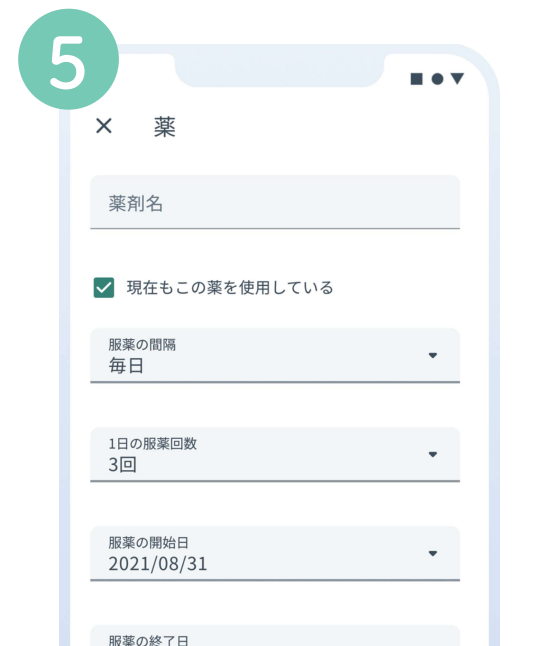 5
薬
薬剤名
現在もこの薬を使用している
服薬の間隔
毎日
1日の服薬回数
3回
服薬の開始日
2021/08/31
服薬の終了日